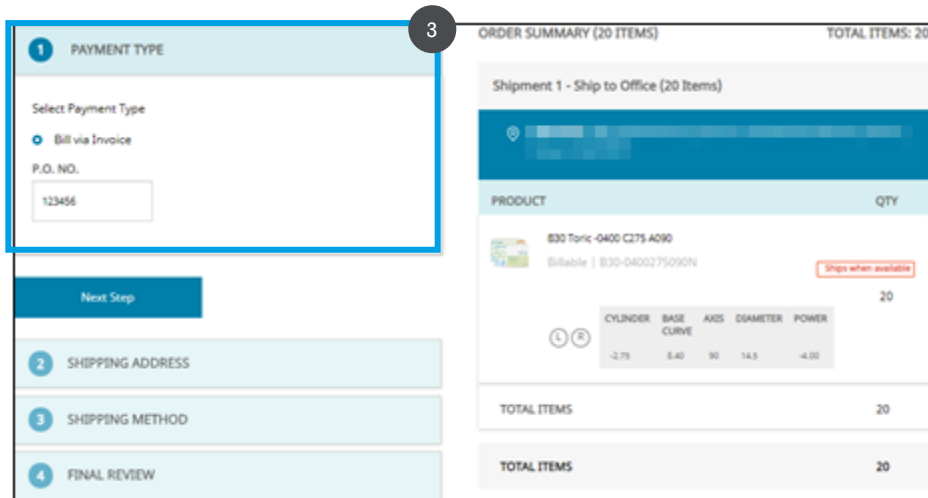 3
1 PAYMENT TYPE
Select Payment Type
Bill via Invoice
P.O. NO.
123456
Next Step
2 SHIPPING ADDRESS
3 SHIPPING METHOD
4 FINAL REVIEW
ORDER SUMMARY (20 ITEMS) TOTAL ITEMS: 20
Shipment 1 - Ship to Office (20 Items)
PRODUCT QTY
B30 Toric -0400 C275 A090
Billable | B30-0400275090N
Ships when available
20
CYLINDER BASE CURVE AXIS DIAMETER POWER
L R
-2.75 8.40 90 14.5 -4.00
TOTAL ITEMS 20
TOTAL ITEMS 20